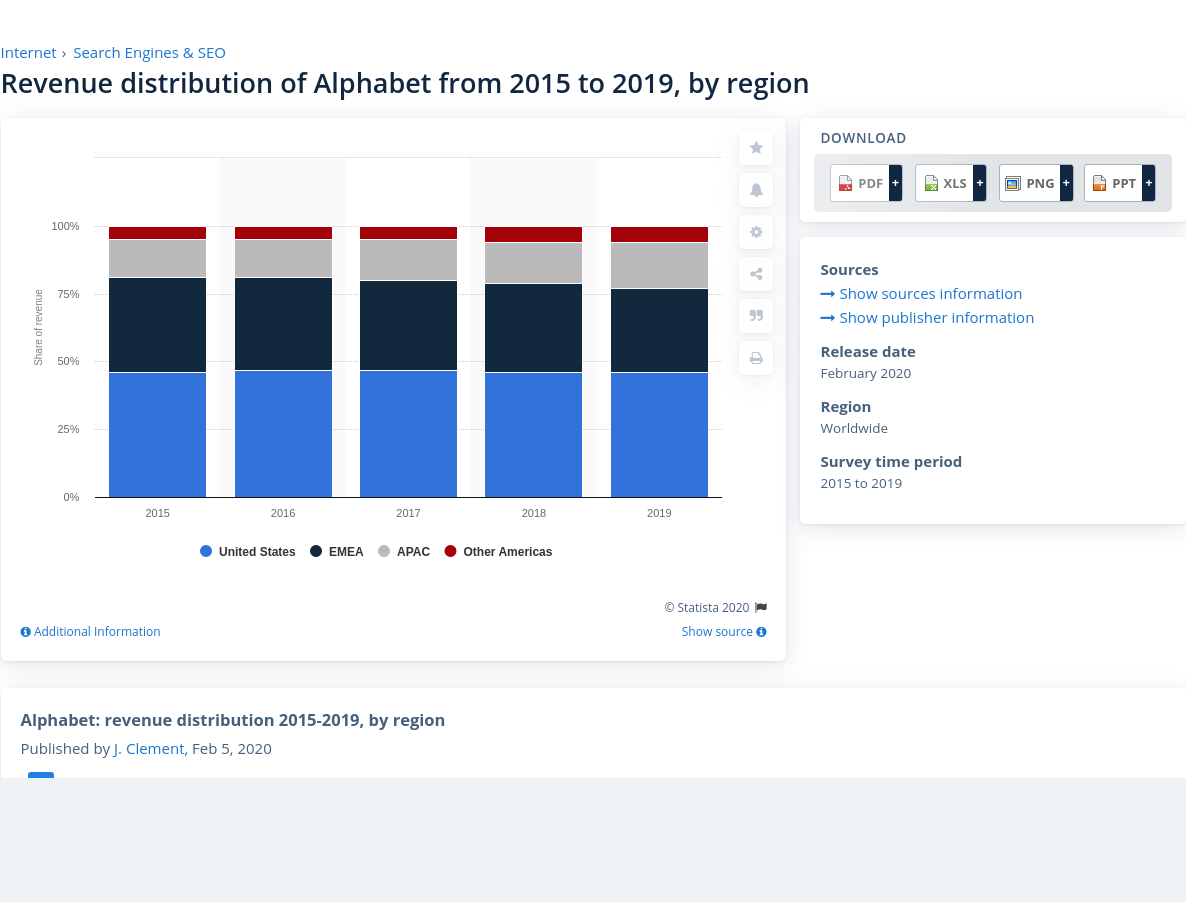 Internet › Search Engines & SEO
Revenue distribution of Alphabet from 2015 to 2019, by region
100%
75%
50%
25%
0%
Share of revenue
2015 2016 2017 2018 2019
United States EMEA APAC Other Americas
© Statista 2020
Additional Information Show source
DOWNLOAD
PDF + XLS + PNG + PPT +
Sources
Show sources information
Show publisher information
Release date
February 2020
Region
Worldwide
Survey time period
2015 to 2019
Alphabet: revenue distribution 2015-2019, by region
Published by J. Clement, Feb 5, 2020